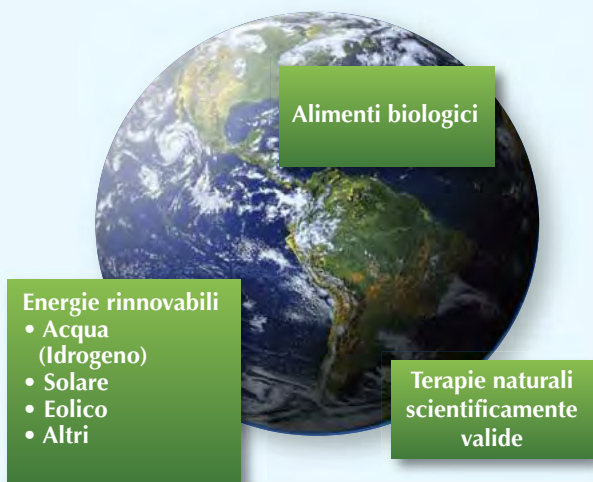 Alimenti biologici
Energie rinnovabili
• Acqua
(Idrogeno)
• Solare
• Eolico
• Altri
Terapie naturali
scientificamente
valide